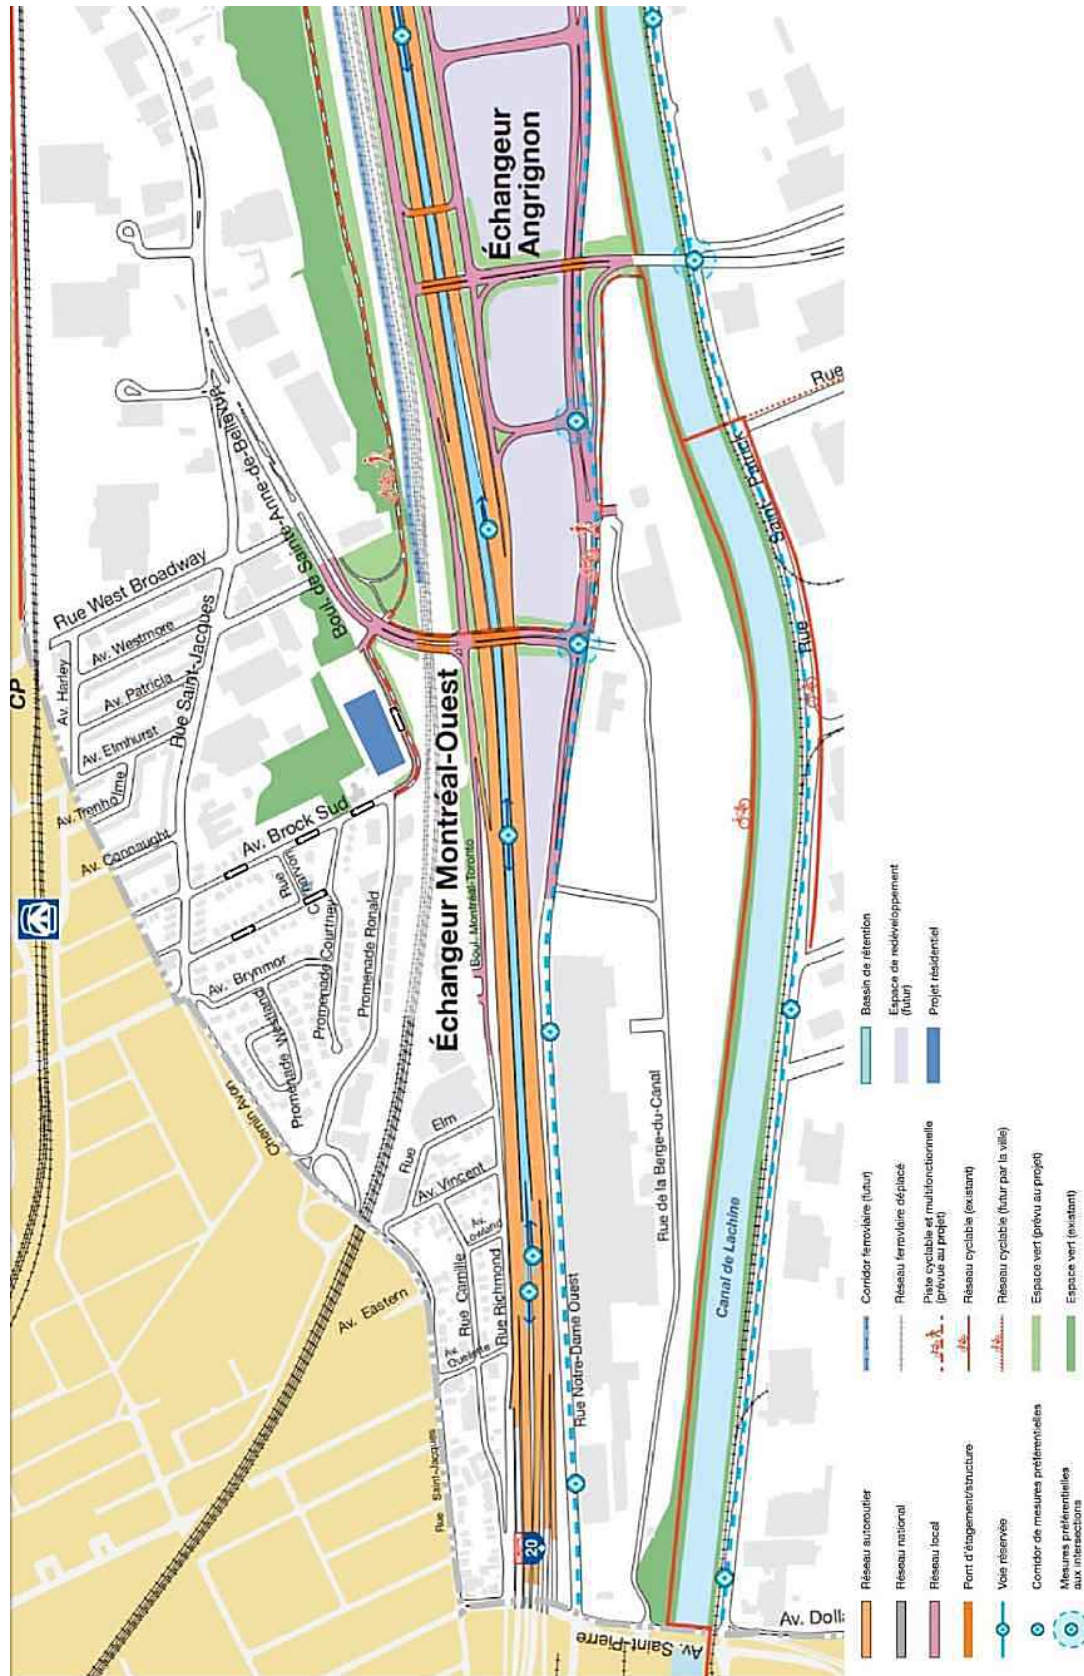 CP
Av. Harley
Rue West Broadway
Av. Westmore
Av. Patricia
Av. Elmhurst
Av. Trenholme
Av. Connaught
Rue Saint-Jacques
Boul. de Sainte-Anne-de-Bellevue
Av. Brock Sud
Rue
Av. Brynmor
Promenade Courtney
Promenade Westland
Promenade Ronald
Chemin Avon
Échangeur
Angrignon
Échangeur Montréal-Ouest
Boul. Montréal-Toronto
Rue
Elm
Av. Vincent
Av.
Rue Camille
Rue Richmond
Av.
Ouellette
Av. Eastern
Rue Saint-Jacques
20
Rue Notre-Dame Ouest
Rue de la Berge-du-Canal
Canal de Lachine
Rue
Saint-Patrick
Rue
Av. Saint-Pierre
Av. Doll
Réseau autoroutier
Réseau national
Réseau local
Pont d'étagement/structure
Voie réservée
Corridor de mesures préférentielles
Mesures préférentielles
aux intersections
Corridor ferroviaire (futur)
Réseau ferroviaire déplacé
Piste cyclable et multifonctionnelle
(prévue au projet)
Réseau cyclable (existant)
Réseau cyclable (futur par la ville)
Espace vert (prévu au projet)
Espace vert (existant)
Bassin de rétention
Espace de redéveloppement
(futur)
Projet résidentiel